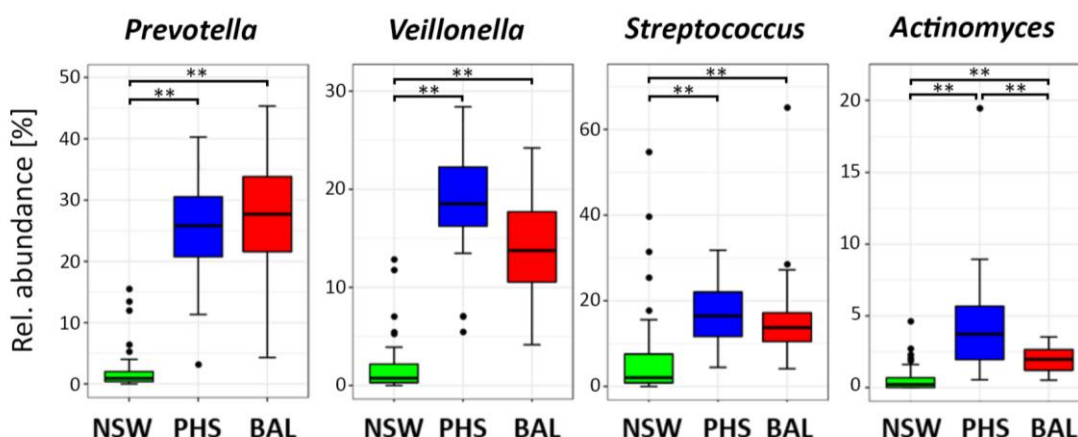 Prevotella Veillonella Streptococcus Actinomyces
Rel. abundance [%]
** ** ** ** ** ** ** ** **
50 40 30 20 10 0
30 20 10 0
60 40 20 0
20 15 10 5 0
NSW PHS BAL NSW PHS BAL NSW PHS BAL NSW PHS BAL